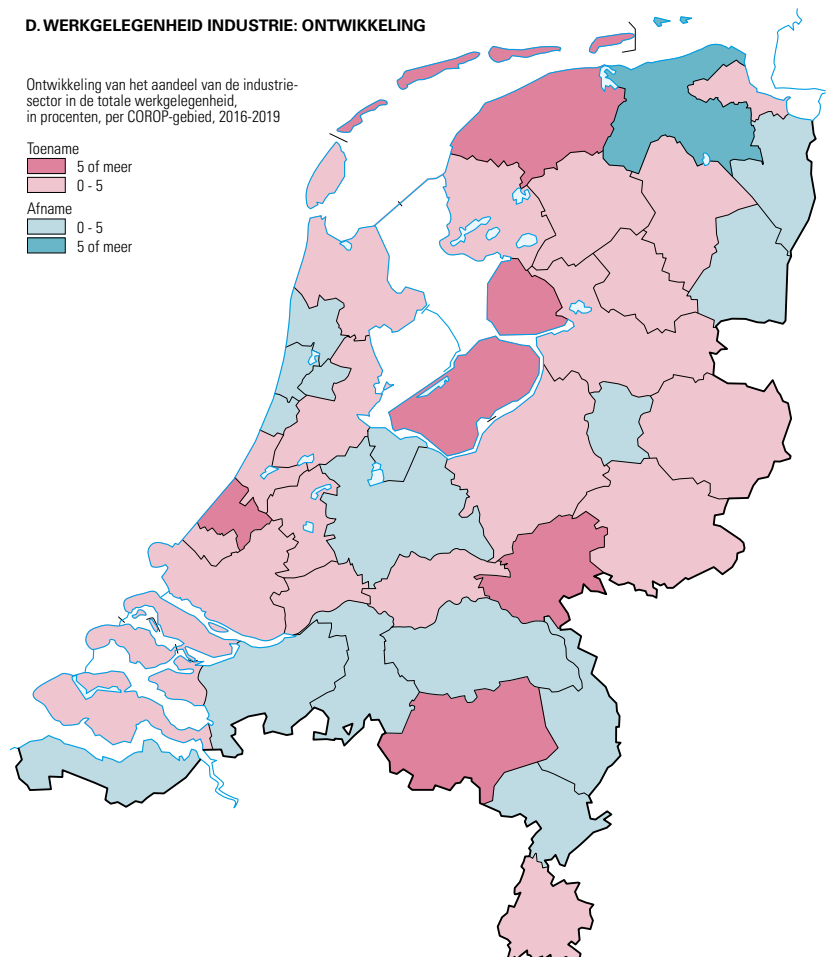 D. WERKGELEGENHEID INDUSTRIE: ONTWIKKELING
Ontwikkeling van het aandeel van de industrie-
sector in de totale werkgelegenheid,
in procenten, per COROP-gebied, 2016-2019
Toename
5 of meer
0 - 5
Afname
0 - 5
5 of meer